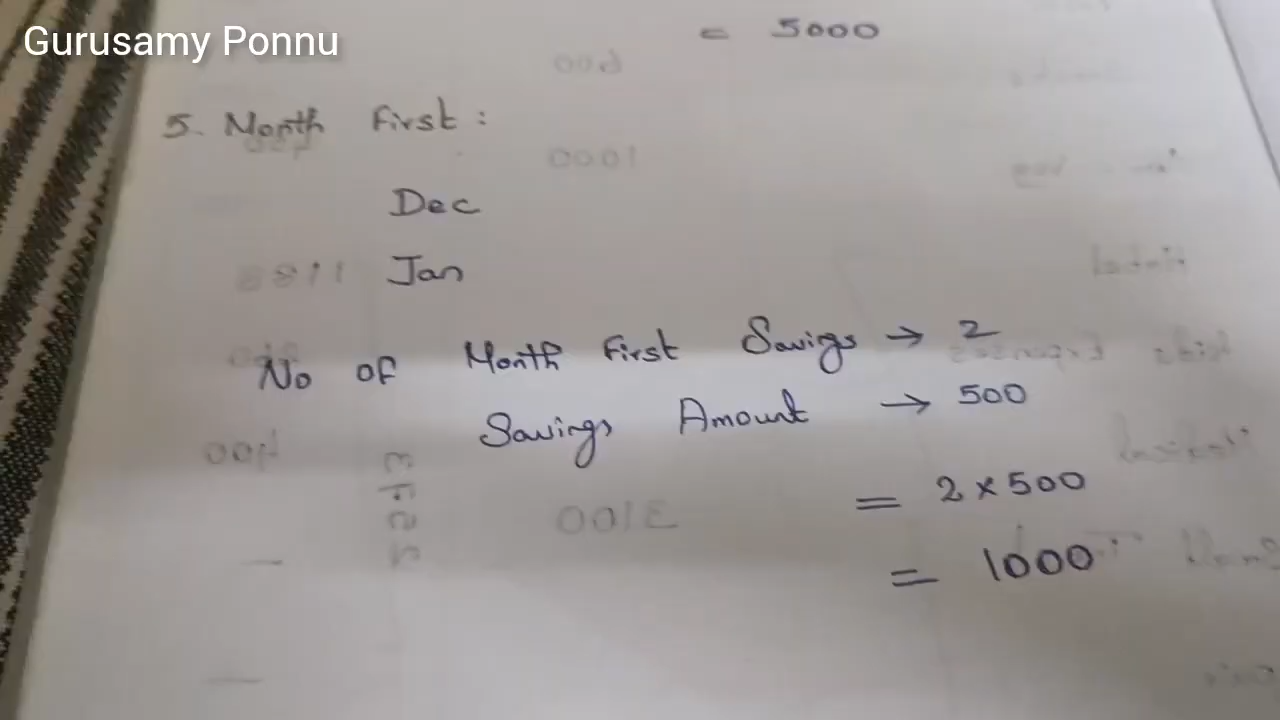 Gurusamy Ponnu
= 5000
5. Month First:
Dec
Jan
No of Month First Savings → 2
Savings Amount → 500
= 2 x 500
= 1000